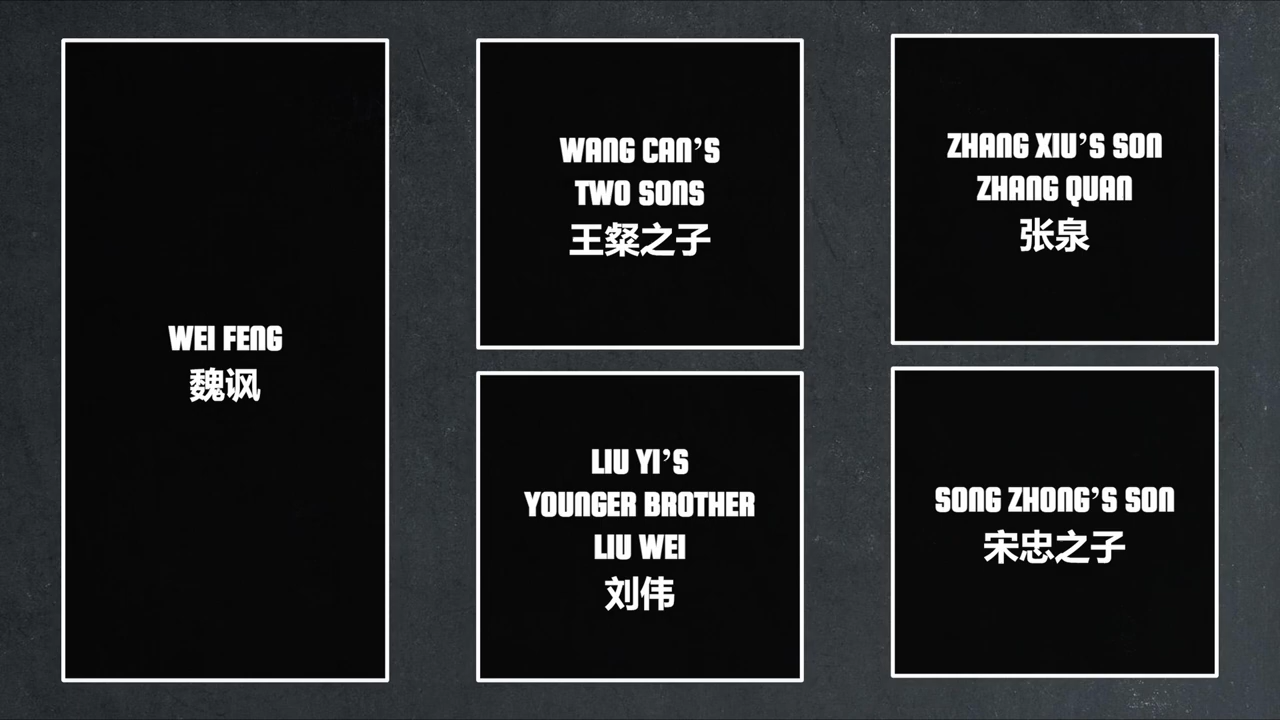 WEI FENG
魏讽
WANG CAN'S
TWO SONS
王粲之子
LIU YI'S
YOUNGER BROTHER
LIU WEI
刘伟
ZHANG XIU'S SON
ZHANG QUAN
张泉
SONG ZHONG'S SON
宋忠之子